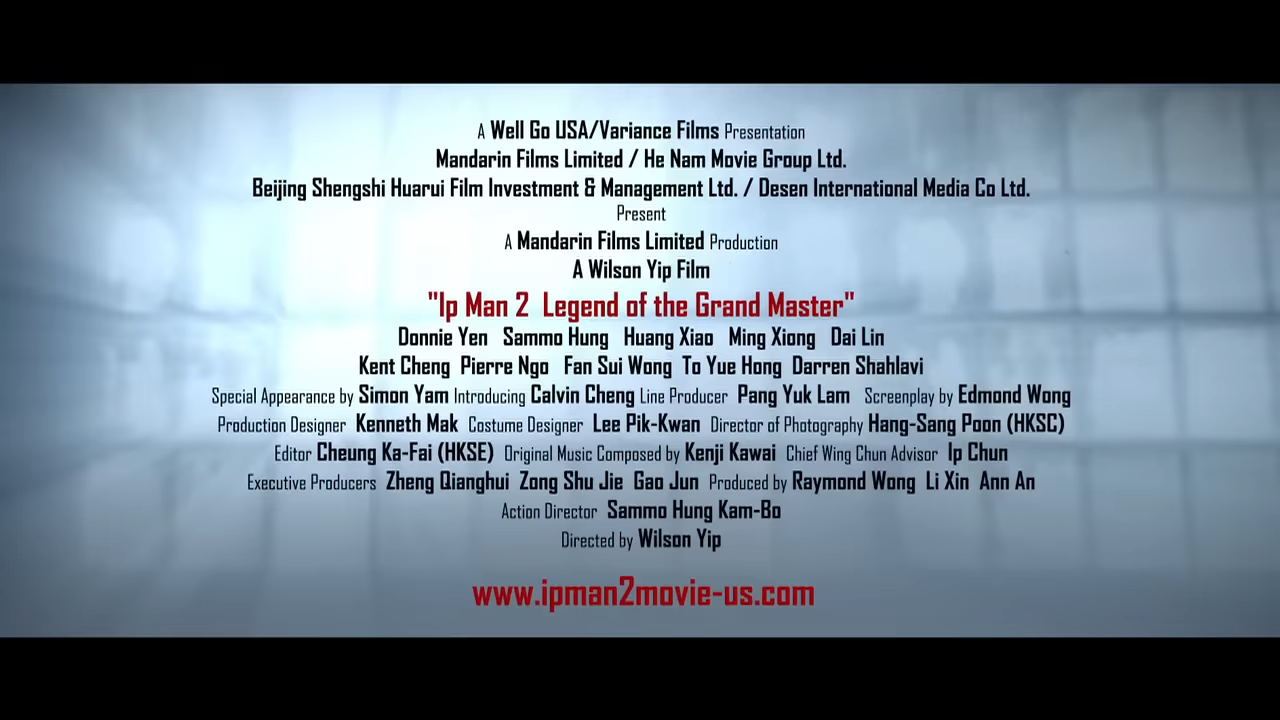 A Well Go USA/Variance Films Presentation
Mandarin Films Limited / He Nam Movie Group Ltd.
Beijing Shengshi Huarui Film Investment & Management Ltd. / Desen International Media Co Ltd.
Present
A Mandarin Films Limited Production
A Wilson Yip Film
"Ip Man 2 Legend of the Grand Master"
Donnie Yen Sammo Hung Huang Xiao Ming Xiong Dai Lin
Kent Cheng Pierre Ngo Fan Sui Wong To Yue Hong Darren Shahlavi
Special Appearance by Simon Yam Introducing Calvin Cheng Line Producer Pang Yuk Lam Screenplay by Edmond Wong
Production Designer Kenneth Mak Costume Designer Lee Pik-Kwan Director of Photography Hang-Sang Poon (HKSC)
Editor Cheung Ka-Fai (HKSE) Original Music Composed by Kenji Kawai Chief Wing Chun Advisor Ip Chun
Executive Producers Zheng Qianghui Zong Shu Jie Gao Jun Produced by Raymond Wong Li Xin Ann An
Action Director Sammo Hung Kam-Bo
Directed by Wilson Yip
www.ipman2movie-us.com